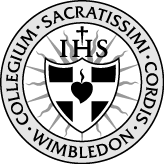 COLLEGIUM · SACRATISSIMI · CORDIS · WIMBLEDON ·
IHS